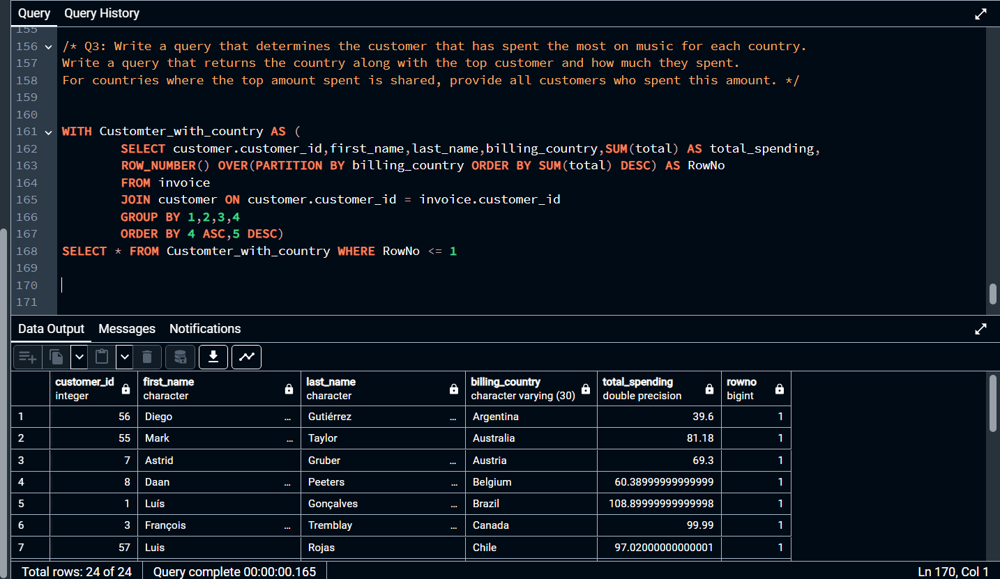 Query Query History
155
156 /* Q3: Write a query that determines the customer that has spent the most on music for each country.
157 Write a query that returns the country along with the top customer and how much they spent.
158 For countries where the top amount spent is shared, provide all customers who spent this amount. */
159
160
161 WITH Customter_with_country AS (
162 SELECT customer.customer_id,first_name,last_name,billing_country,SUM(total) AS total_spending,
163 ROW_NUMBER() OVER(PARTITION BY billing_country ORDER BY SUM(total) DESC) AS RowNo
164 FROM invoice
165 JOIN customer ON customer.customer_id = invoice.customer_id
166 GROUP BY 1,2,3,4
167 ORDER BY 4 ASC,5 DESC)
168 SELECT * FROM Customter_with_country WHERE RowNo <= 1
169
170
171
Data Output Messages Notifications
customer_id first_name last_name billing_country total_spending rowno
integer character character character varying (30) double precision bigint
1 56 Diego ... Gutiérrez ... Argentina 39.6 1
2 55 Mark ... Taylor Australia 81.18 1
3 7 Astrid Gruber ... Austria 69.3 1
4 8 Daan ... Peeters ... Belgium 60.38999999999999 1
5 1 Luís Gonçalves ... Brazil 108.89999999999998 1
6 3 François ... Tremblay ... Canada 99.99 1
7 57 Luis Rojas Chile 97.02000000000001 1
Total rows: 24 of 24 Query complete 00:00:00.165 Ln 170, Col 1